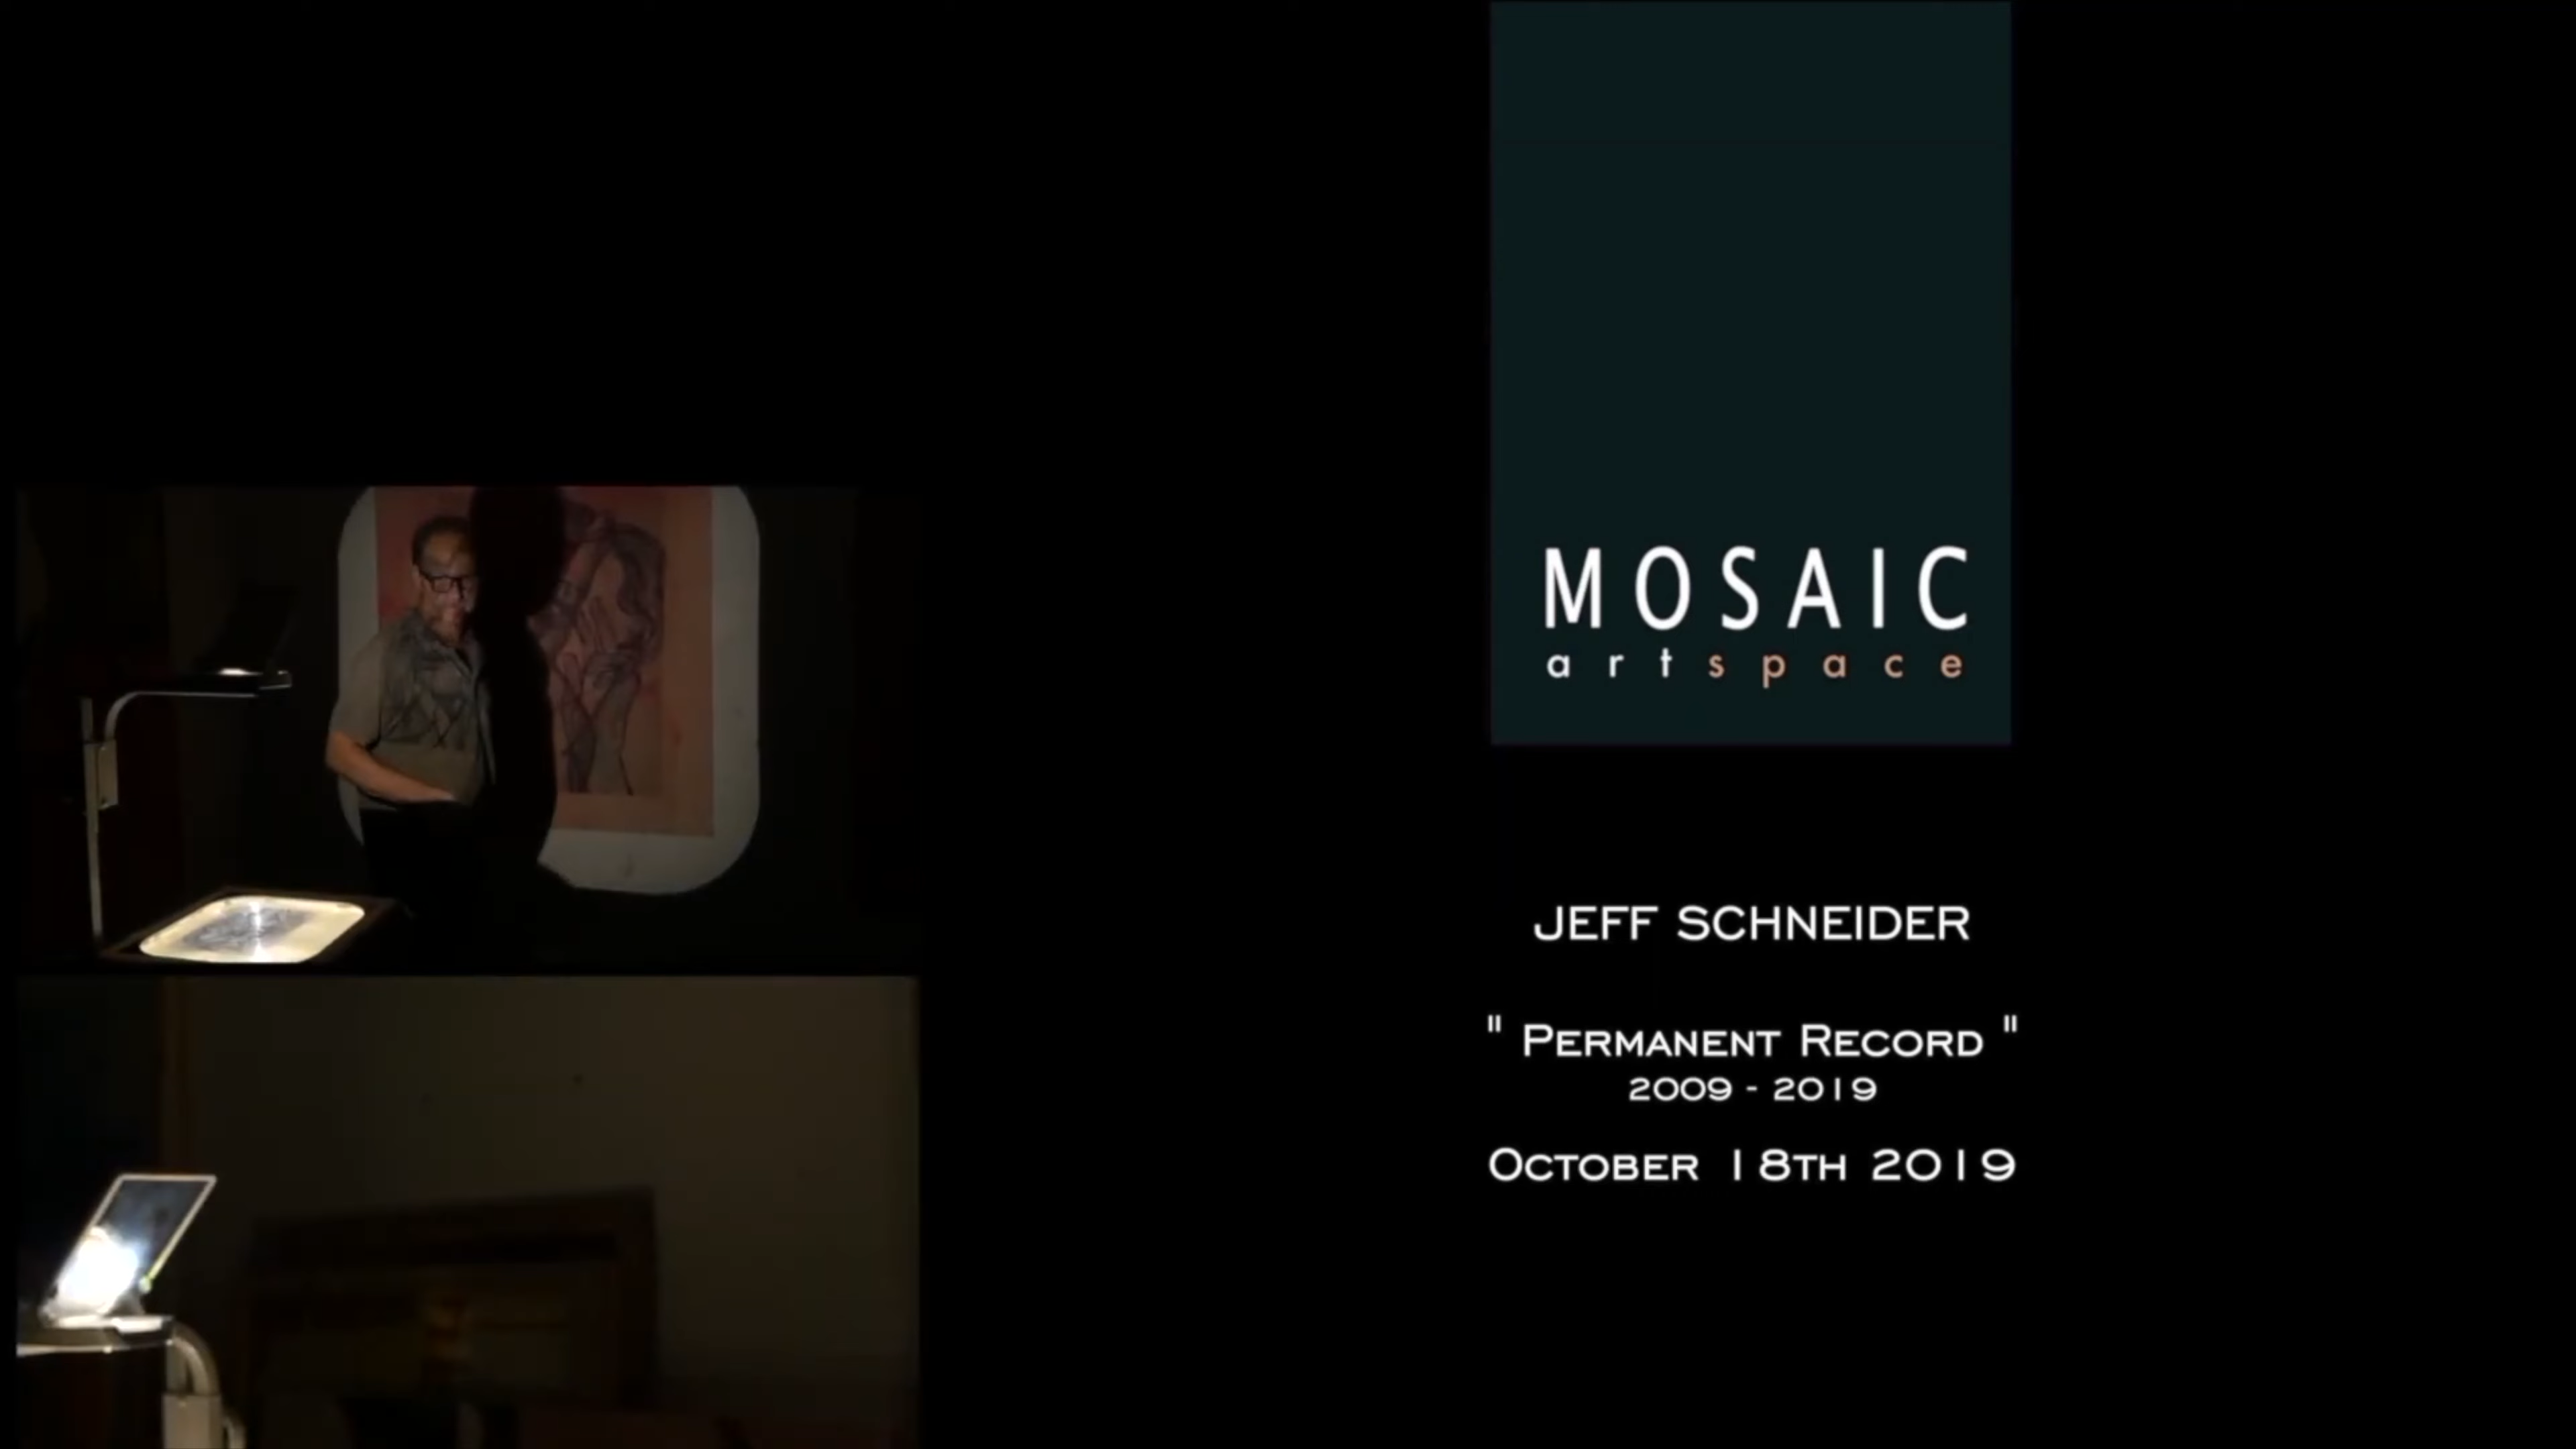 MOSAIC
artspace
JEFF SCHNEIDER
" PERMANENT RECORD "
2009 - 2019
OCTOBER 18TH 2019